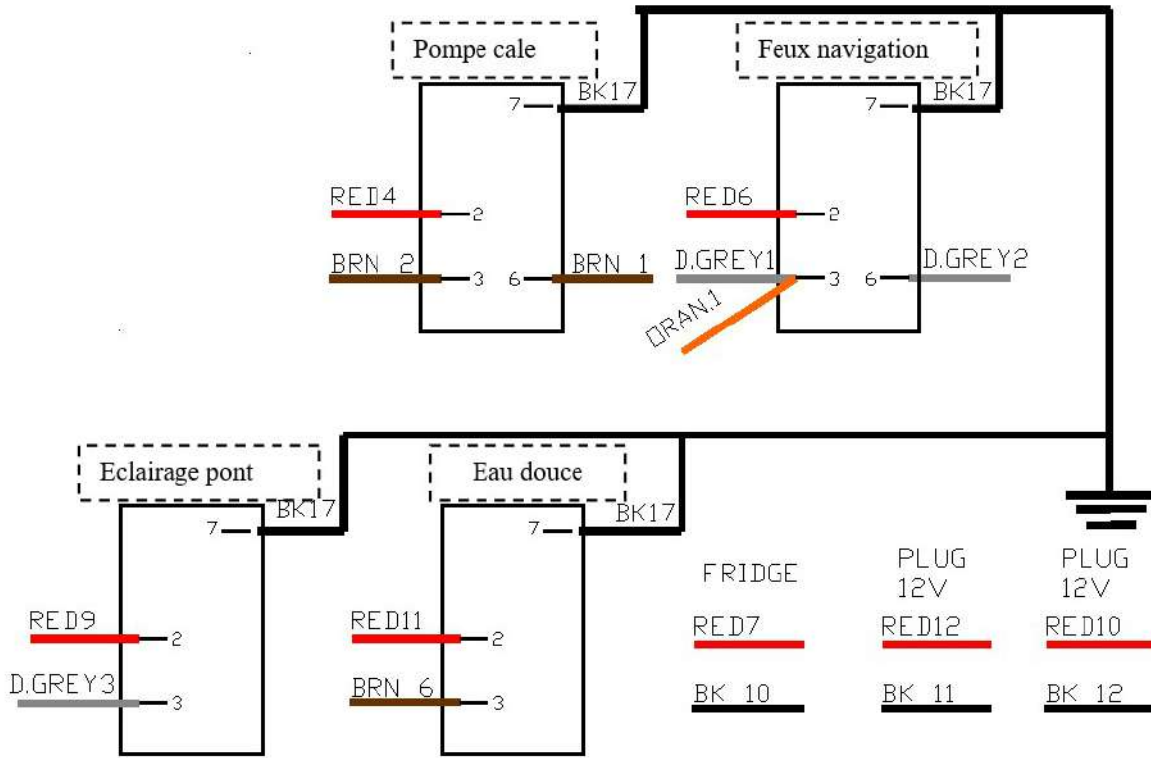 Pompe cale
Feux navigation
7
BK17
7
BK17
RED4
2
RED6
2
BRN 2
3
6
BRN 1
D.GREY1
3
6
D.GREY2
ORAN.1
Eclairage pont
Eau douce
7
BK17
7
BK17
FRIDGE
PLUG
12V
PLUG
12V
RED9
2
RED11
2
RED7
RED12
RED10
D.GREY3
3
BRN 6
3
BK 10
BK 11
BK 12